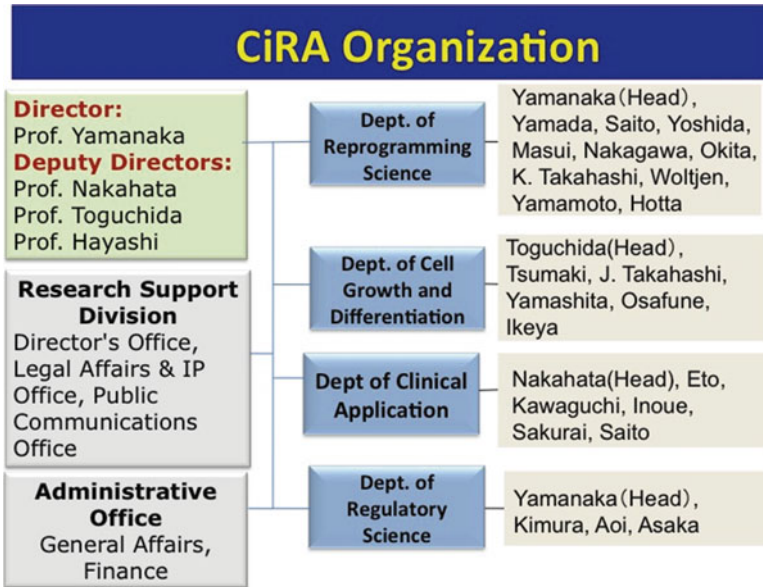 CiRA Organization
Director:
Prof. Yamanaka
Deputy Directors:
Prof. Nakahata
Prof. Toguchida
Prof. Hayashi
Research Support
Division
Director's Office,
Legal Affairs & IP
Office, Public
Communications
Office
Administrative
Office
General Affairs,
Finance
Dept. of
Reprogramming
Science
Yamanaka(Head),
Yamada, Saito, Yoshida,
Masui, Nakagawa, Okita,
K. Takahashi, Woltjen,
Yamamoto, Hotta
Dept. of Cell
Growth and
Differentiation
Toguchida(Head),
Tsumaki, J. Takahashi,
Yamashita, Osafune,
Ikeya
Dept of Clinical
Application
Nakahata(Head), Eto,
Kawaguchi, Inoue,
Sakurai, Saito
Dept. of
Regulatory
Science
Yamanaka(Head),
Kimura, Aoi, Asaka